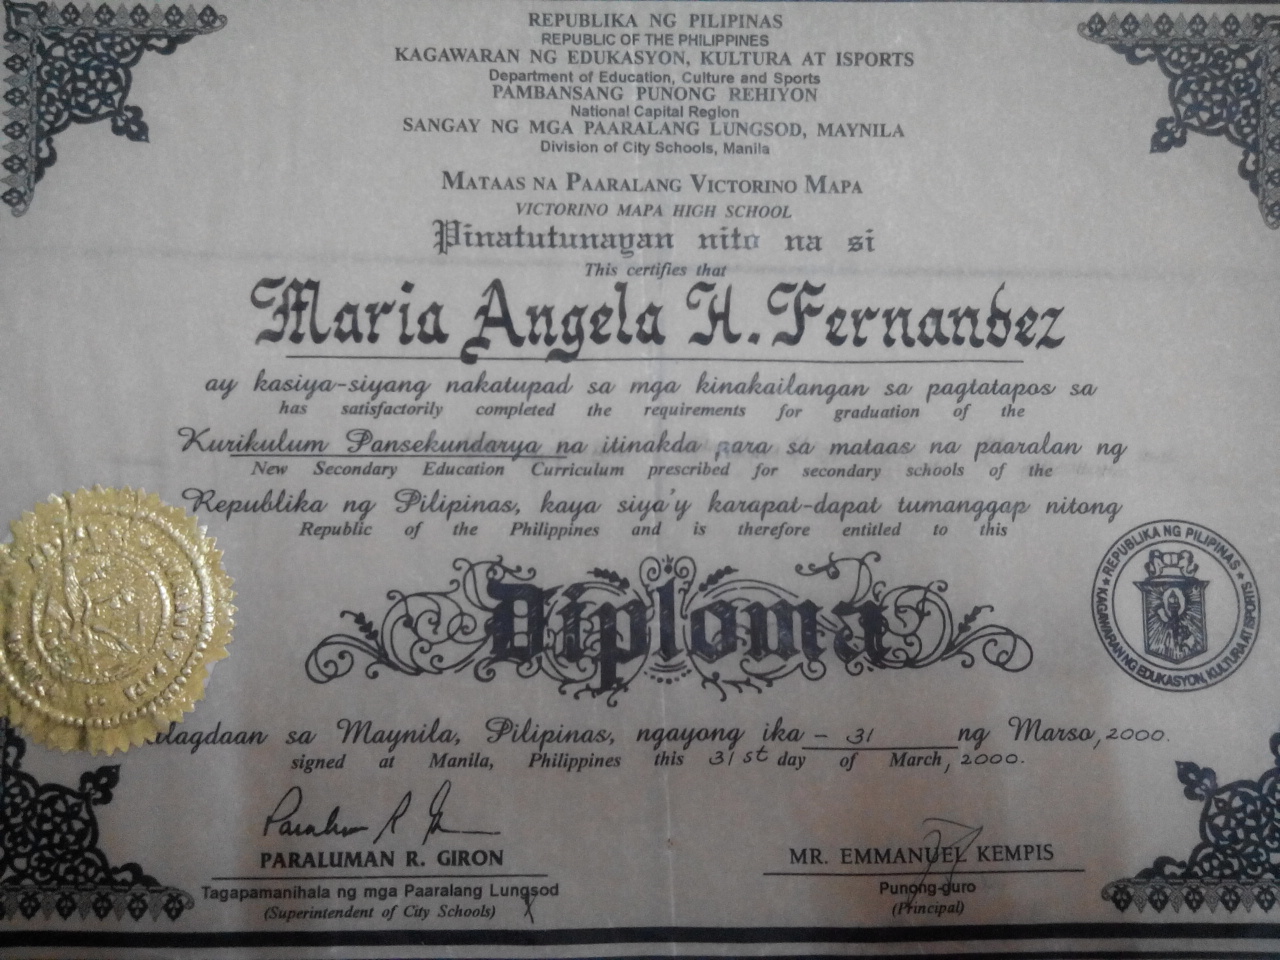 REPUBLIKA NG PILIPINAS
REPUBLIC OF THE PHILIPPINES
KAGAWARAN NG EDUKASYON, KULTURA AT ISPORTS
Department of Education, Culture and Sports
PAMBANSANG PUNONG REHIYON
National Capital Region
SANGAY NG MGA PAARALANG LUNGSOD, MAYNILA
Division of City Schools, Manila
MATAAS NA PAARALANG VICTORINO MAPA
VICTORINO MAPA HIGH SCHOOL
Pinatutunayan nito na si
This certifies that
Maria Angela H. Fernandez
ay kasiya-siyang nakatupad sa mga kinakailangan sa pagtatapos sa
has satisfactorily completed the requirements for graduation of the
Kurikulum Pansekundarya na itinakda para sa mataas na paaralan ng
New Secondary Education Curriculum prescribed for secondary schools of the
Republika ng Pilipinas, kaya siya'y karapat-dapat tumanggap nitong
Republic of the Philippines and is therefore entitled to this
Diploma
REPUBLIKA NG PILIPINAS
KAGAWARAN NG EDUKASYON, KULTURA AT ISPORTS
sa Maynila, Pilipinas, ngayong ika - 31 ng Marso, 2000.
signed at Manila, Philippines this 31st day of March, 2000.
PARALUMAN R. GIRON
Tagapamanihala ng mga Paaralang Lungsod
(Superintendent of City Schools)
MR. EMMANUEL KEMPIS
Punong-guro
(Principal)